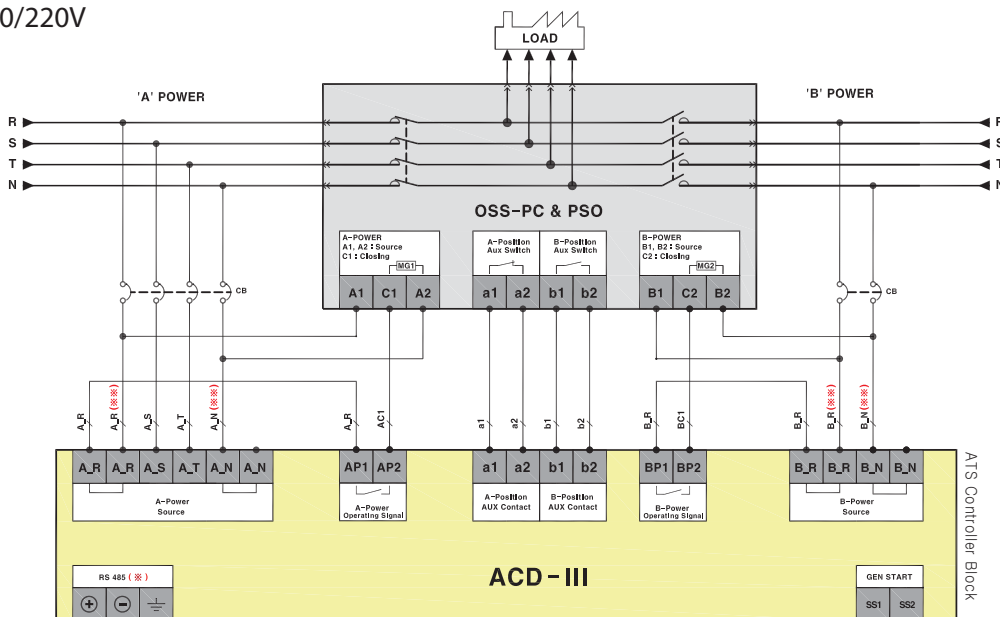 0/220V
LOAD
'A' POWER
'B' POWER
R
S
T
N
R
S
T
N
OSS-PC & PSO
A-POWER
A1, A2 : Source
C1 : Closing
MG1
A1 C1 A2
A-Position
Aux Switch
B-Position
Aux Switch
a1 a2 b1 b2
B-POWER
B1, B2 : Source
C2 : Closing
MG2
B1 C2 B2
CB
CB
A_R
A_R (※※)
A_S
A_T
A_N (※※)
A_R
AC1
a1
a2
b1
b2
B_R
BC1
B_R
B_R (※※)
B_N (※※)
A_R A_R A_S A_T A_N A_N
A-Power
Source
AP1 AP2
A-Power
Operating Signal
a1 a2 b1 b2
A-Position
AUX Contact
B-Position
AUX Contact
BP1 BP2
B-Power
Operating Signal
B_R B_R B_N B_N
B-Power
Source
ATS Controller Block
ACD-III
RS 485 ( ※ )
GEN START
SS1 SS2